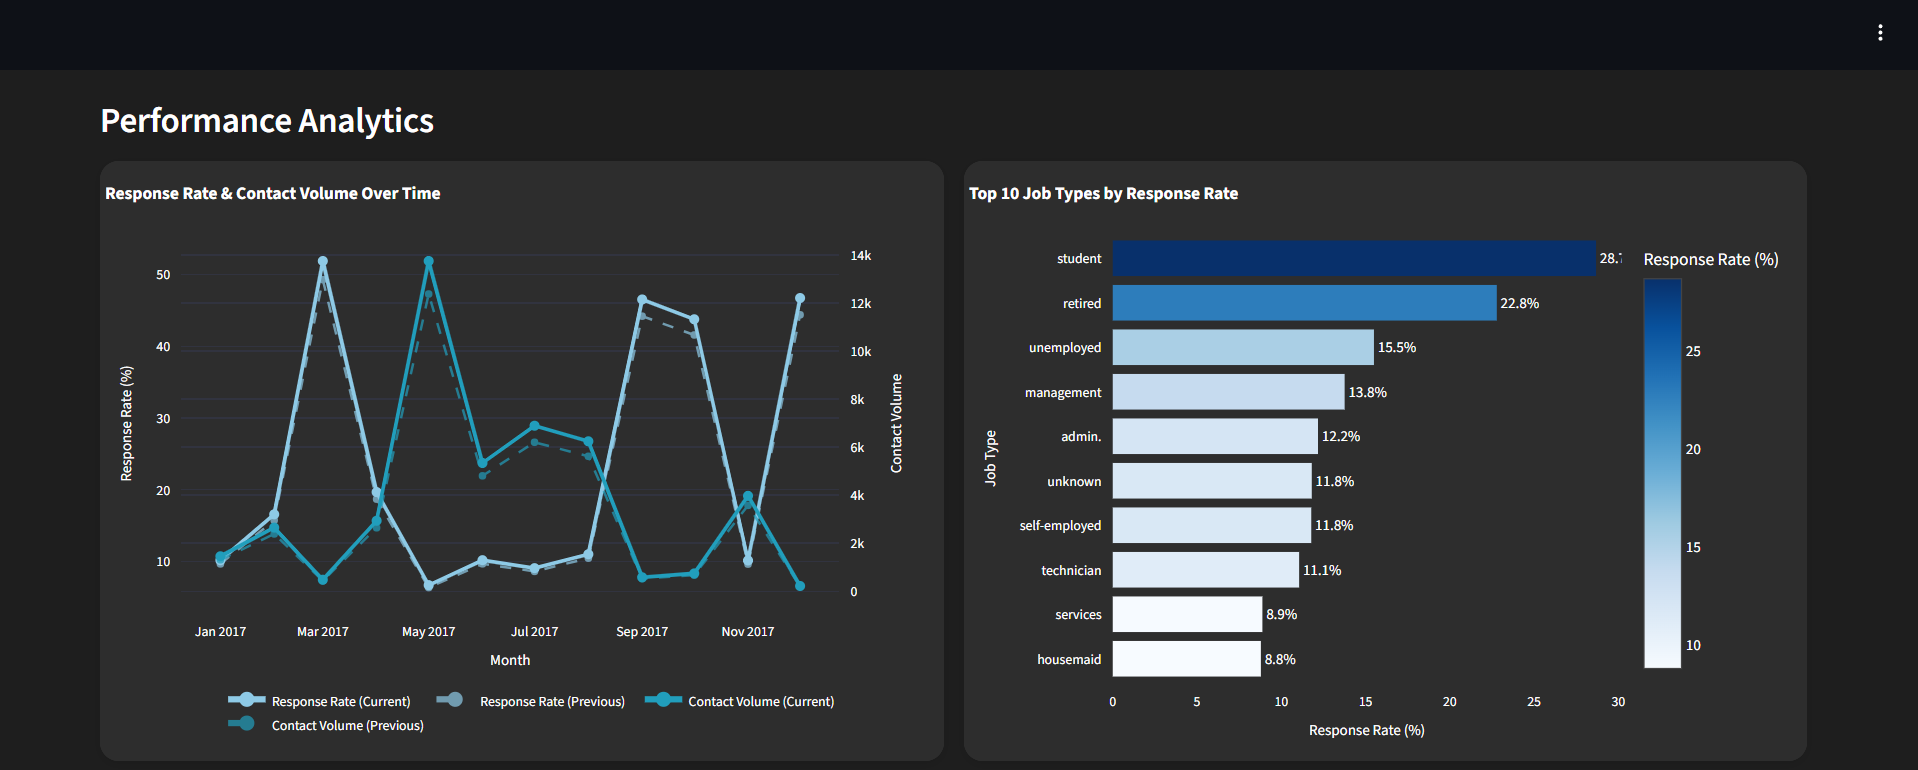 Performance Analytics
Response Rate & Contact Volume Over Time
50
40
30
20
10
Response Rate (%)
14k
12k
10k
8k
6k
4k
2k
0
Contact Volume
Jan 2017
Mar 2017
May 2017
Jul 2017
Sep 2017
Nov 2017
Month
Response Rate (Current)
Response Rate (Previous)
Contact Volume (Current)
Contact Volume (Previous)
Top 10 Job Types by Response Rate
Job Type
student
retired 22.8%
unemployed 15.5%
management 13.8%
admin. 12.2%
unknown 11.8%
self-employed 11.8%
technician 11.1%
services 8.9%
housemaid 8.8%
0 5 10 15 20 25 30
Response Rate (%)
Response Rate (%)
25
20
15
10